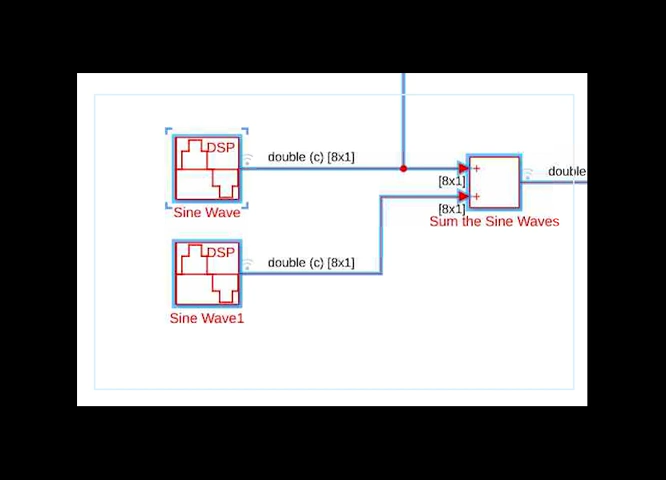 DSP
double (c) [8x1]
Sine Wave
+
[8x1]
+
[8x1]
double
Sum the Sine Waves
DSP
double (c) [8x1]
Sine Wave1